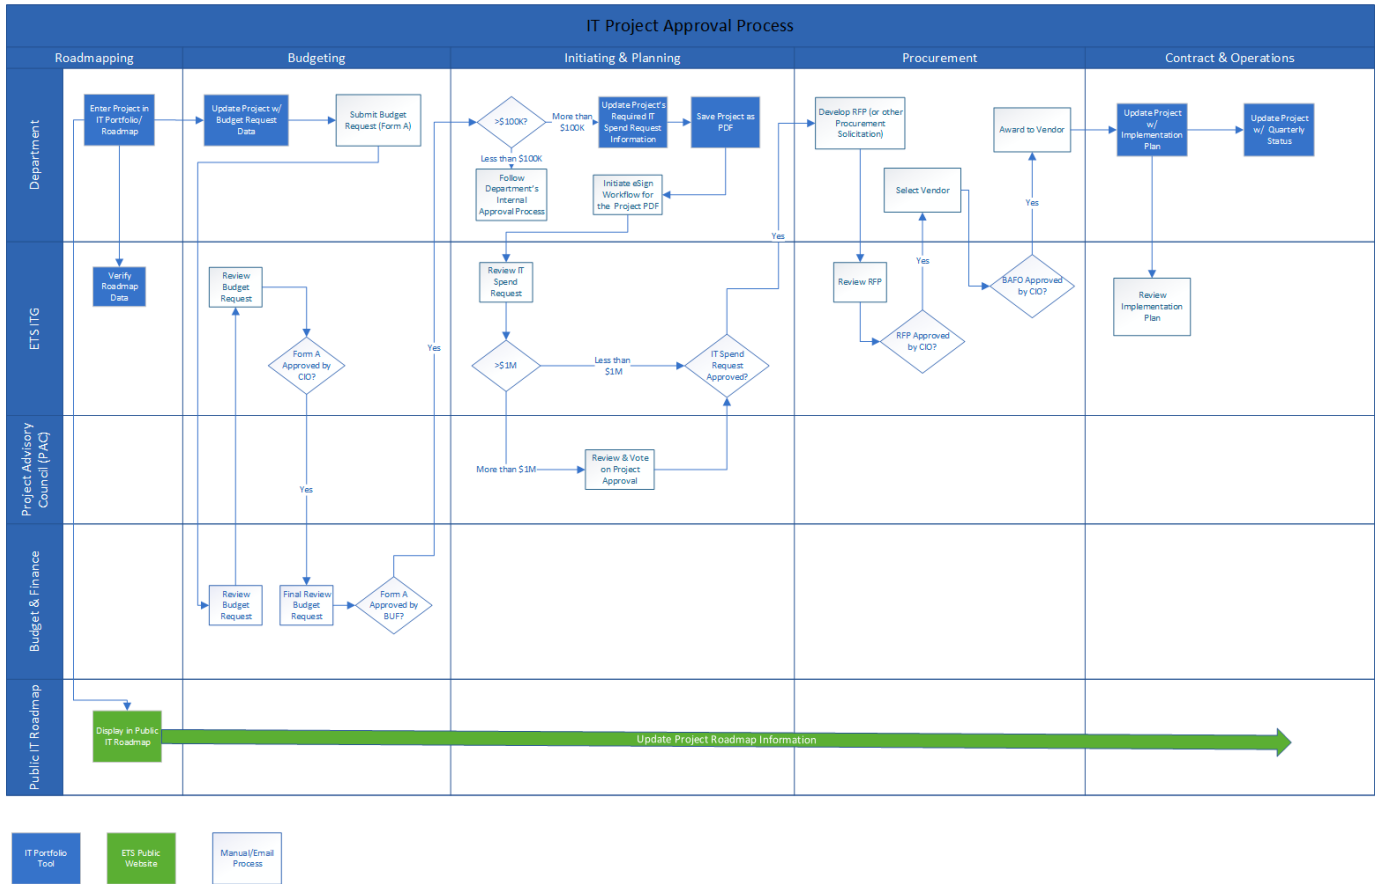 IT Project Approval Process
Roadmapping
Budgeting
Initiating & Planning
Procurement
Contract & Operations
Department
Enter Project in
IT Portfolio/
Roadmap
Update Project w/
Budget Request
Data
Submit Budget
Request (Form A)
>$100K?
More than
$100K
Update Project's
Required IT
Spend Request
Information
Save Project as
PDF
Less than $100K
Follow
Department's
Internal
Approval Process
Initiate eSign
Workflow for
the Project PDF
Develop RFP (or other
Procurement
Solicitation)
Award to Vendor
Select Vendor
Yes
Update Project
w/
Implementation
Plan
Update Project
w/ Quarterly
Status
Yes
ETS ITG
Verify
Roadmap
Data
Review
Budget
Request
Form A
Approved by
CIO?
Yes
Review IT
Spend
Request
>$1M
Less than
$1M
IT Spend
Request
Approved?
Review RFP
Yes
RFP Approved
by CIO?
BAFO Approved
by CIO?
Review
Implementation
Plan
Project Advisory
Council (PAC)
Yes
More than $1M
Review & Vote
on Project
Approval
Budget & Finance
Review
Budget
Request
Final Review
Budget
Request
Form A
Approved by
BUF?
Public IT Roadmap
Display in Public
IT Roadmap
Update Project Roadmap Information
IT Portfolio
Tool
ETS Public
Website
Manual/Email
Process